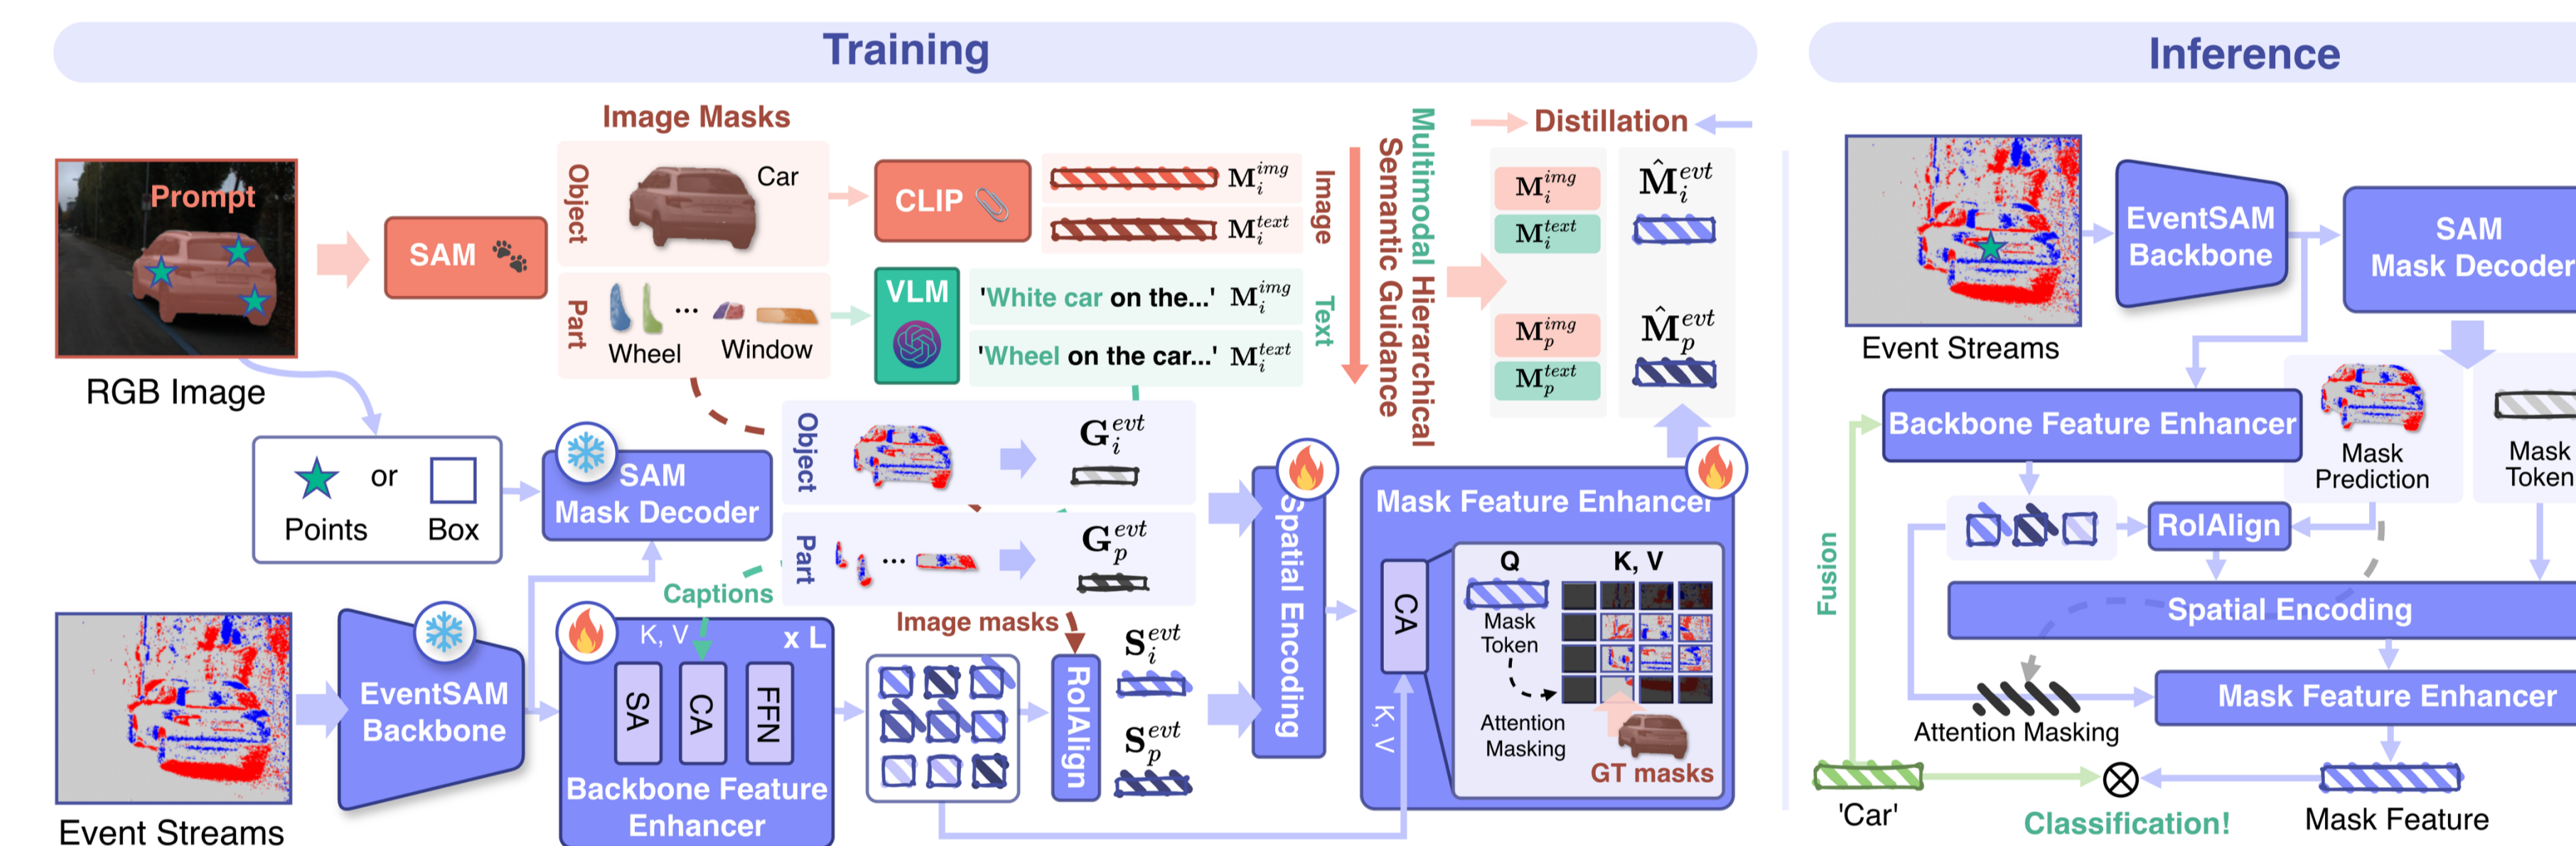 Training
Inference
Image Masks
Prompt
RGB Image
SAM
Object
Car
Part
Wheel
...
Window
CLIP
M_i^{img}
M_i^{text}
Image
VLM
'White car on the...' M_i^{img}
'Wheel on the car...' M_i^{text}
Text
Multimodal Hierarchical
Semantic Guidance
Distillation
M_i^{img}
M_i^{text}
M̂_i^{evt}
M_p^{img}
M_p^{text}
M̂_p^{evt}
or
Points
Box
SAM
Mask Decoder
Object
G_i^{evt}
Part
...
G_p^{evt}
Captions
Event Streams
EventSAM
Backbone
K, V
x L
SA
CA
FFN
Backbone Feature
Enhancer
Image masks
RoIAlign
S_i^{evt}
S_p^{evt}
Spatial Encoding
Mask Feature Enhancer
CA
K, V
Q
K, V
Mask
Token
Attention
Masking
GT masks
Event Streams
EventSAM
Backbone
SAM
Mask Decoder
Backbone Feature Enhancer
Mask
Prediction
Mask
Token
RoIAlign
Fusion
Spatial Encoding
Attention Masking
Mask Feature Enhancer
'Car'
Classification!
Mask Feature